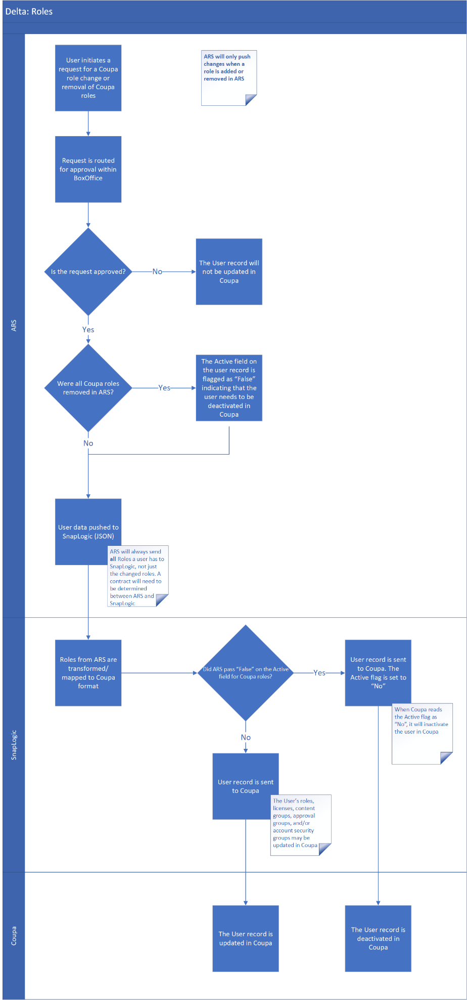 Delta: Roles
ARS
User initiates a
request for a Coupa
role change or
removal of Coupa
roles
ARS will only push
changes when a
role is added or
removed in ARS
Request is routed
for approval within
BoxOffice
Is the request approved?
No
The User record will
not be updated in
Coupa
Yes
Were all Coupa roles
removed in ARS?
Yes
The Active field on
the user record is
flagged as “False”
indicating that the
user needs to be
deactivated in
Coupa
No
User data pushed to
SnapLogic (JSON)
ARS will always send
all Roles a user has to
SnapLogic, not just
the changed roles. A
contract will need to
be determined
between ARS and
SnapLogic
SnapLogic
Roles from ARS are
transformed/
mapped to Coupa
format
Did ARS pass “False” on the Active
field for Coupa roles?
Yes
User record is sent
to Coupa. The
Active flag is set to
“No”
When Coupa reads
the Active flag as
“No”, it will inactivate
the user in Coupa
No
User record is sent
to Coupa
The User’s roles,
licenses, content
groups, approval
groups, and/or
account security
groups may be
updated in Coupa
Coupa
The User record is
updated in Coupa
The User record is
deactivated in
Coupa